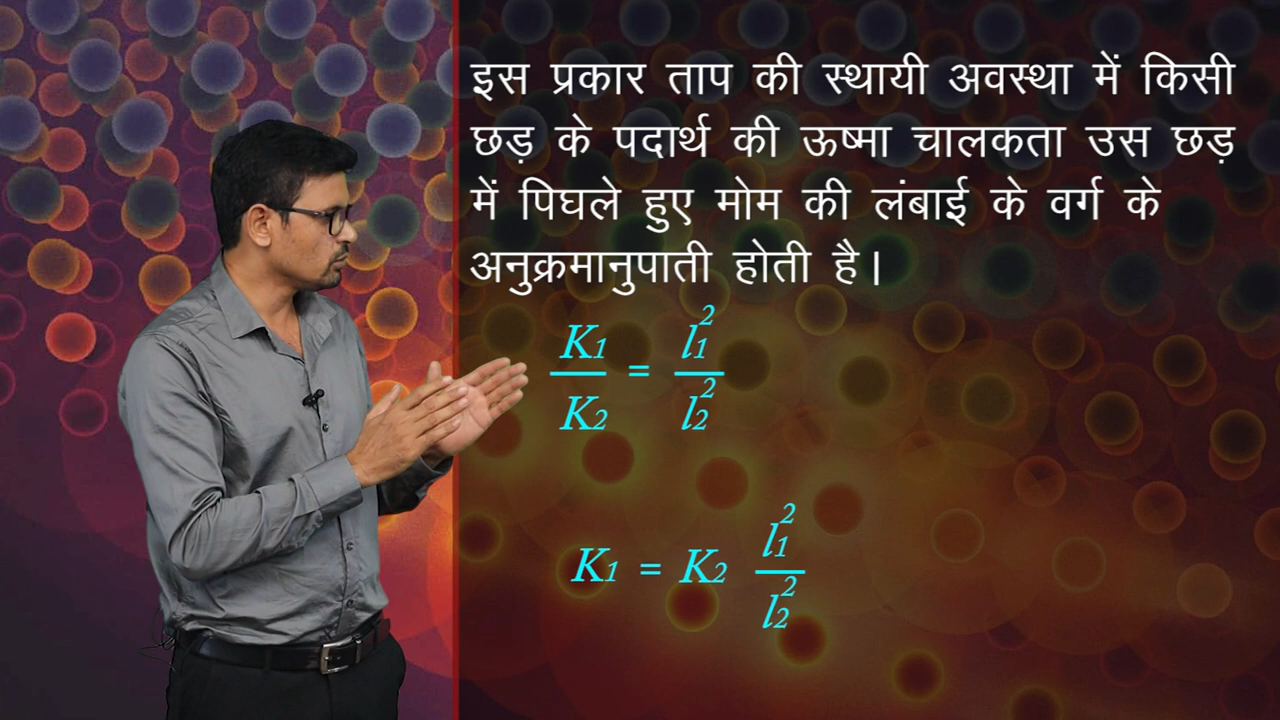 इस प्रकार ताप की स्थायी अवस्था में किसी
छड़ के पदार्थ की ऊष्मा चालकता उस छड़
में पिघले हुए मोम की लंबाई के वर्ग के
अनुक्रमानुपाती होती है।
K₁/K₂ = l₁²/l₂²
K₁ = K₂ l₁²/l₂²